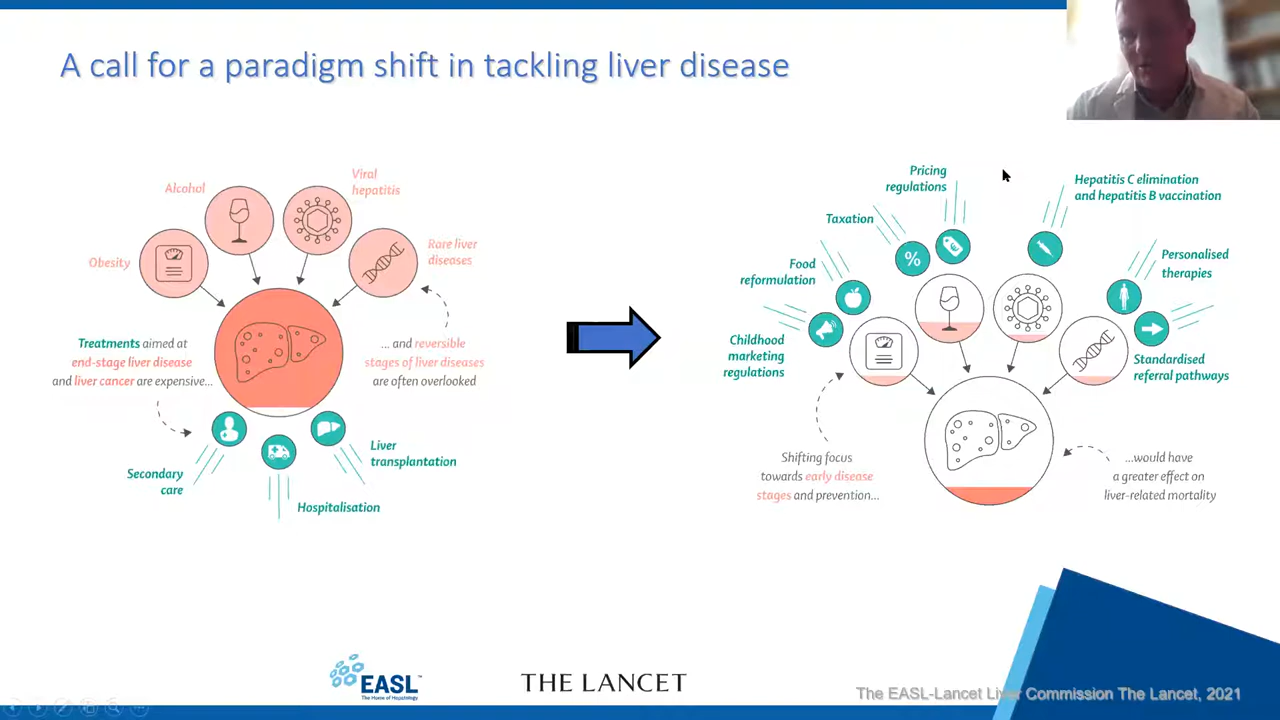 A call for a paradigm shift in tackling liver disease
Alcohol
Viral
hepatitis
Obesity
Rare liver
diseases
Treatments aimed at
end-stage liver disease
and liver cancer are expensive...
... and reversible
stages of liver diseases
are often overlooked
Secondary
care
Hospitalisation
Liver
transplantation
Pricing
regulations
Taxation
%
Food
reformulation
Childhood
marketing
regulations
Hepatitis C elimination
and hepatitis B vaccination
Personalised
therapies
Standardised
referral pathways
Shifting focus
towards early disease
stages and prevention...
...would have
a greater effect on
liver-related mortality
EASL
The Home of Hepatology
THE LANCET
The EASL-Lancet Liver Commission The Lancet, 2021